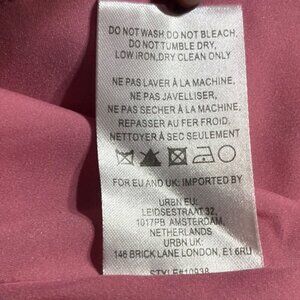 DO NOT WASH DO NOT BLEACH,
DO NOT TUMBLE DRY,
LOW IRON,DRY CLEAN ONLY
NE PAS LAVER À LA MACHINE,
NE PAS JAVELLISER,
NE PAS SECHER À LA MACHINE,
REPASSER AU FER FROID.
NETTOYER À SEC SEULEMENT
FOR EU AND UK: IMPORTED BY
URBN EU:
LEIDSESTRAAT 32,
1017PB AMSTERDAM,
NETHERLANDS
URBN UK:
146 BRICK LANE LONDON, E1 6RU
STYLE#10938